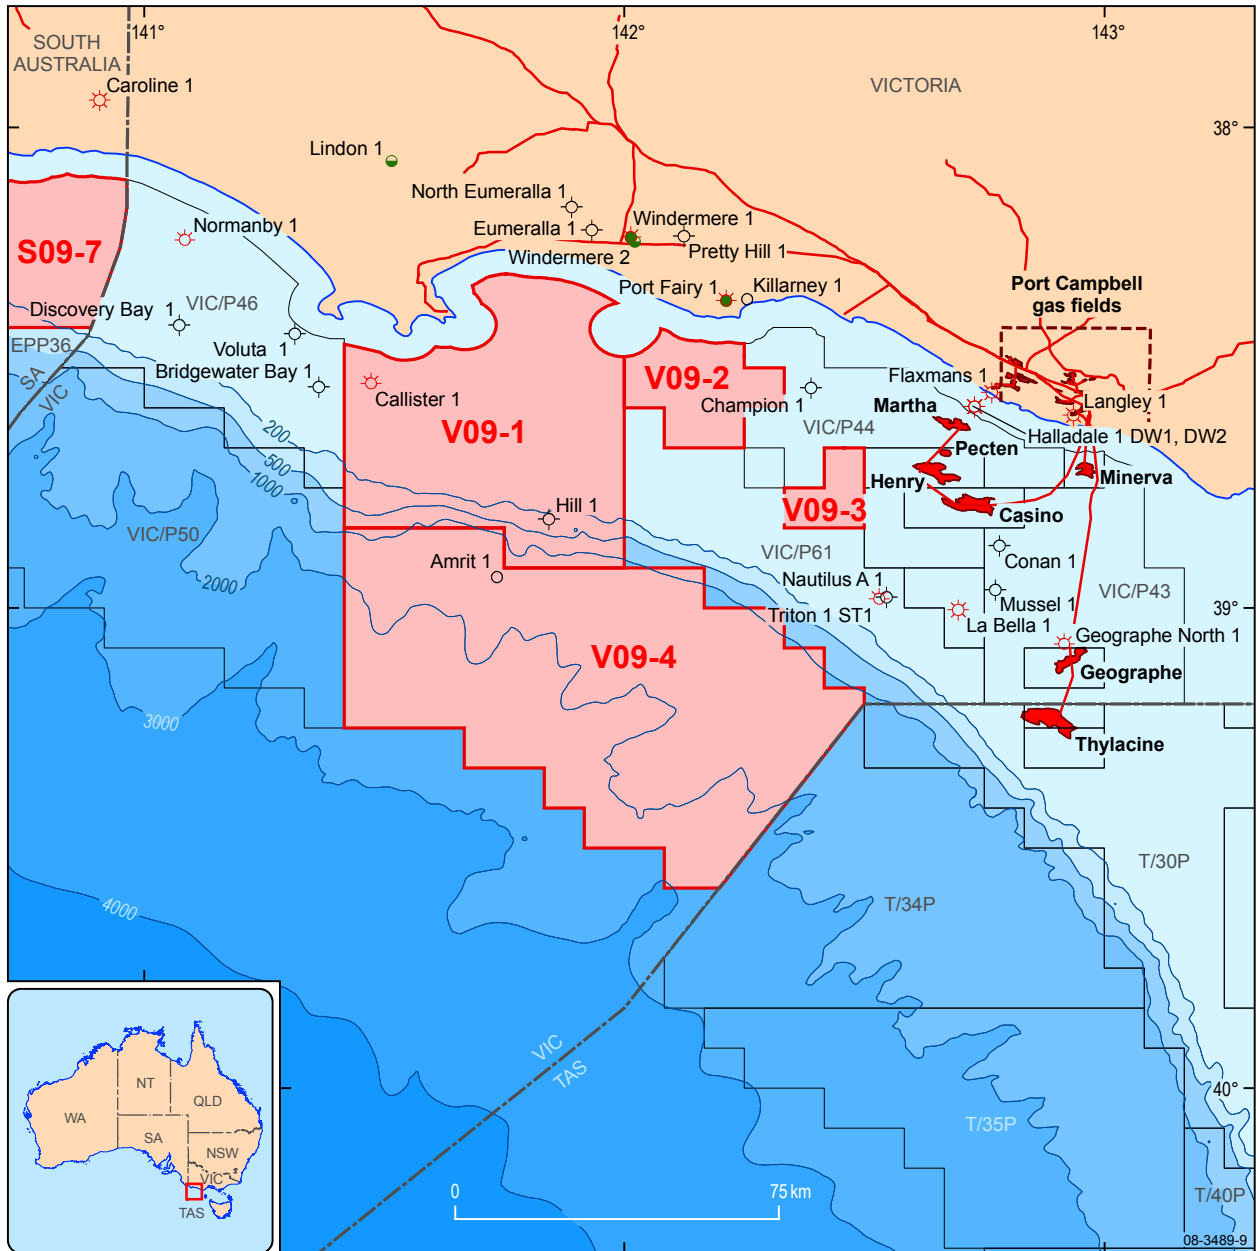 141°
142°
143°
SOUTH
AUSTRALIA
VICTORIA
Caroline 1
38°
Lindon 1
North Eumeralla 1
Eumeralla 1
Windermere 1
Windermere 2
Pretty Hill 1
Normanby 1
S09-7
Port Fairy 1
Killarney 1
Port Campbell
gas fields
Discovery Bay 1
VIC/P46
EPP36
Voluta 1
Bridgewater Bay 1
SA
VIC
Callister 1
V09-1
V09-2
Champion 1
VIC/P44
Flaxmans 1
Martha
Langley 1
Halladale 1 DW1, DW2
Pecten
Henry
Minerva
Casino
V09-3
200
500
1000
2000
3000
4000
VIC/P50
Hill 1
Amrit 1
VIC/P61
Conan 1
Nautilus A 1
Triton 1 ST1
Mussel 1
La Bella 1
VIC/P43
39°
Geographe North 1
Geographe
V09-4
Thylacine
T/30P
T/34P
VIC
TAS
40°
T/35P
T/40P
WA
NT
QLD
SA
NSW
VIC
TAS
0
75 km
08-3489-9